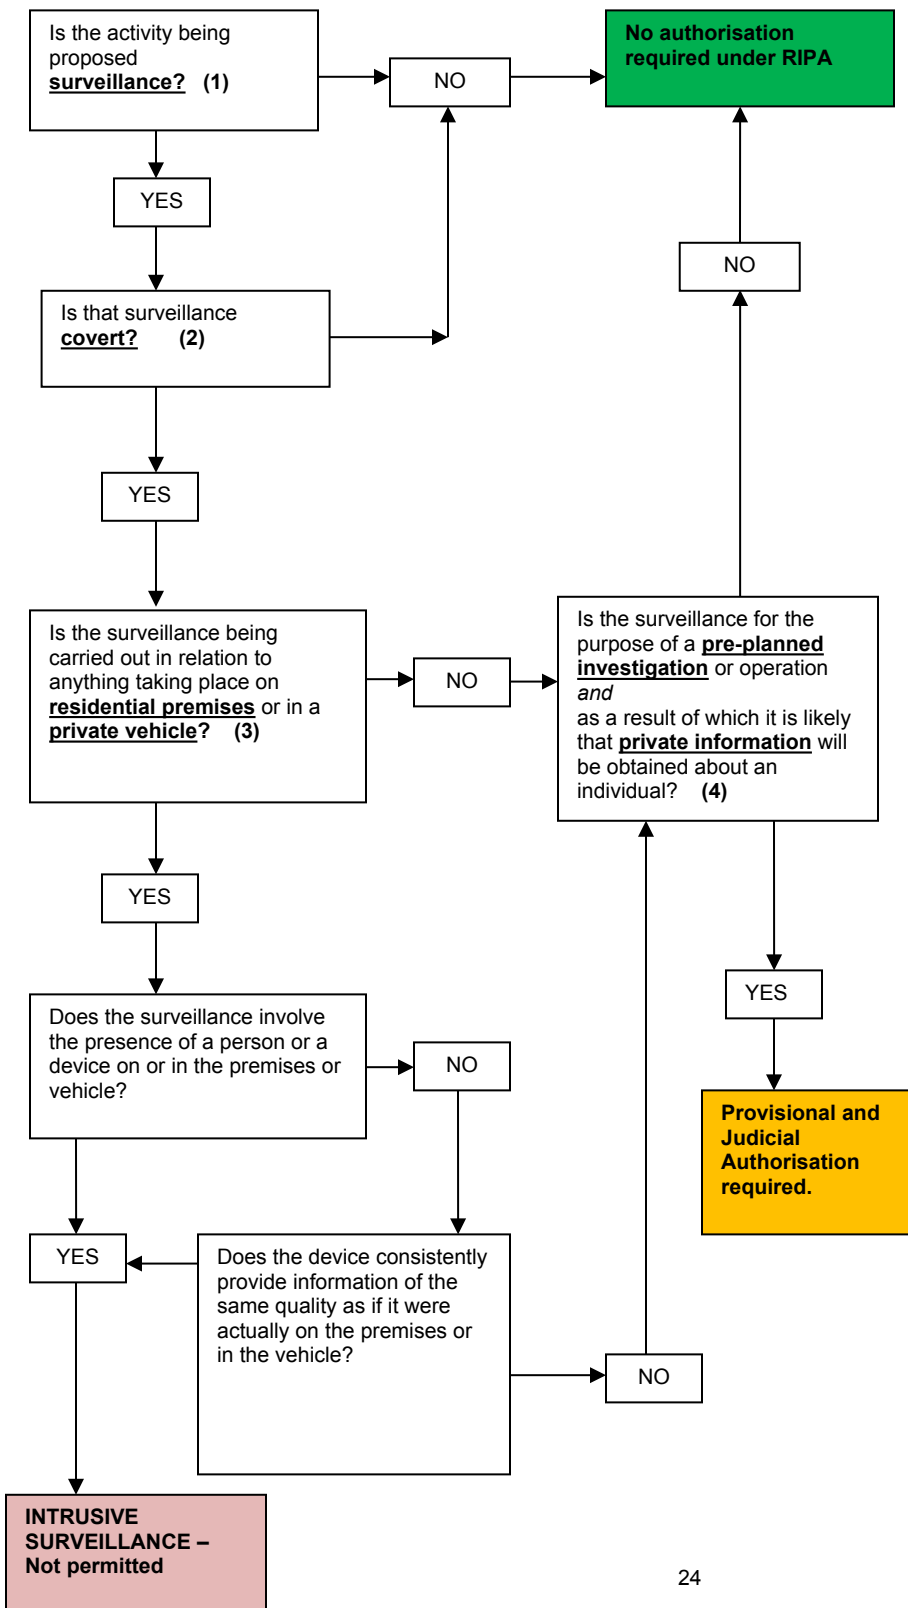 Is the activity being
proposed
surveillance? (1)
NO
No authorisation
required under RIPA
YES
NO
Is that surveillance
covert? (2)
YES
Is the surveillance being
carried out in relation to
anything taking place on
residential premises or in a
private vehicle? (3)
NO
Is the surveillance for the
purpose of a pre-planned
investigation or operation
and
as a result of which it is likely
that private information will
be obtained about an
individual? (4)
YES
YES
Does the surveillance involve
the presence of a person or a
device on or in the premises or
vehicle?
NO
Provisional and
Judicial
Authorisation
required.
YES
Does the device consistently
provide information of the
same quality as if it were
actually on the premises or
in the vehicle?
NO
INTRUSIVE
SURVEILLANCE –
Not permitted
24